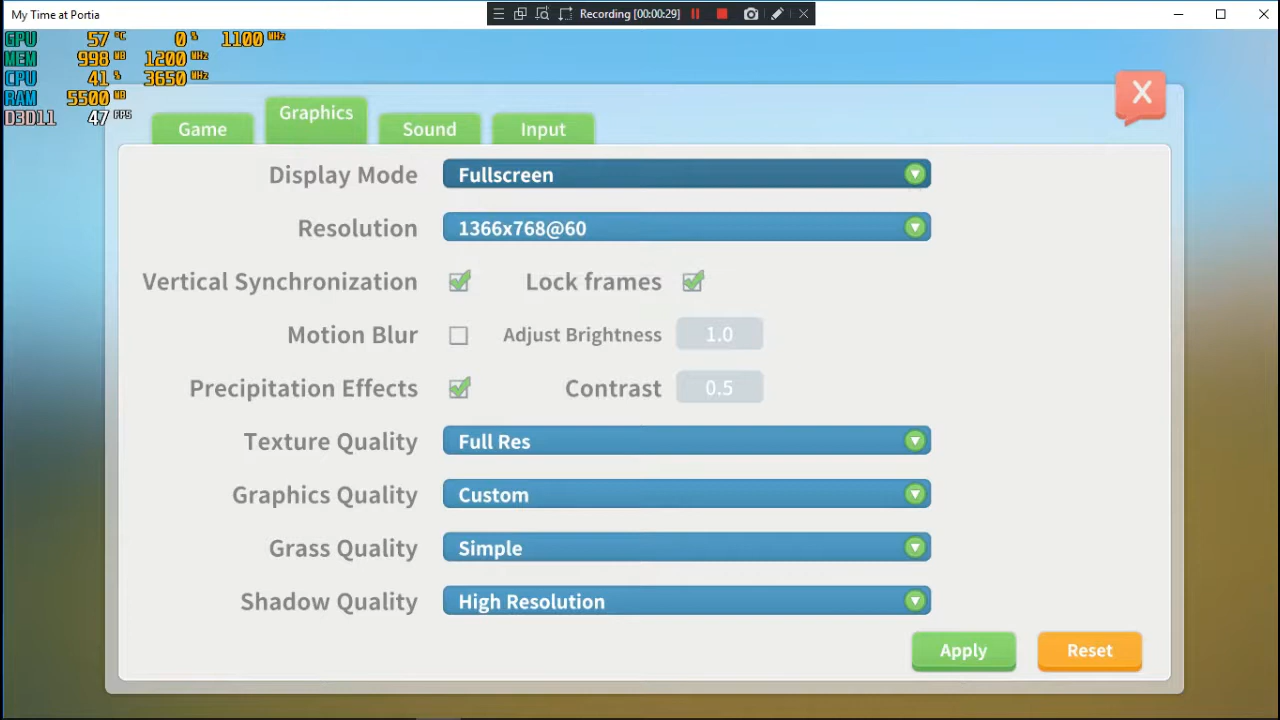 My Time at Portia
Recording [00:00:29]
GPU 57 °C 0 % 1100 MHz
MEM 998 MB 1200 MHz
CPU 41 % 3650 MHz
RAM 5500 MB
D3D11 47 FPS
X
Game
Graphics
Sound
Input
Display Mode Fullscreen
Resolution 1366x768@60
Vertical Synchronization Lock frames
Motion Blur Adjust Brightness 1.0
Precipitation Effects Contrast 0.5
Texture Quality Full Res
Graphics Quality Custom
Grass Quality Simple
Shadow Quality High Resolution
Apply Reset